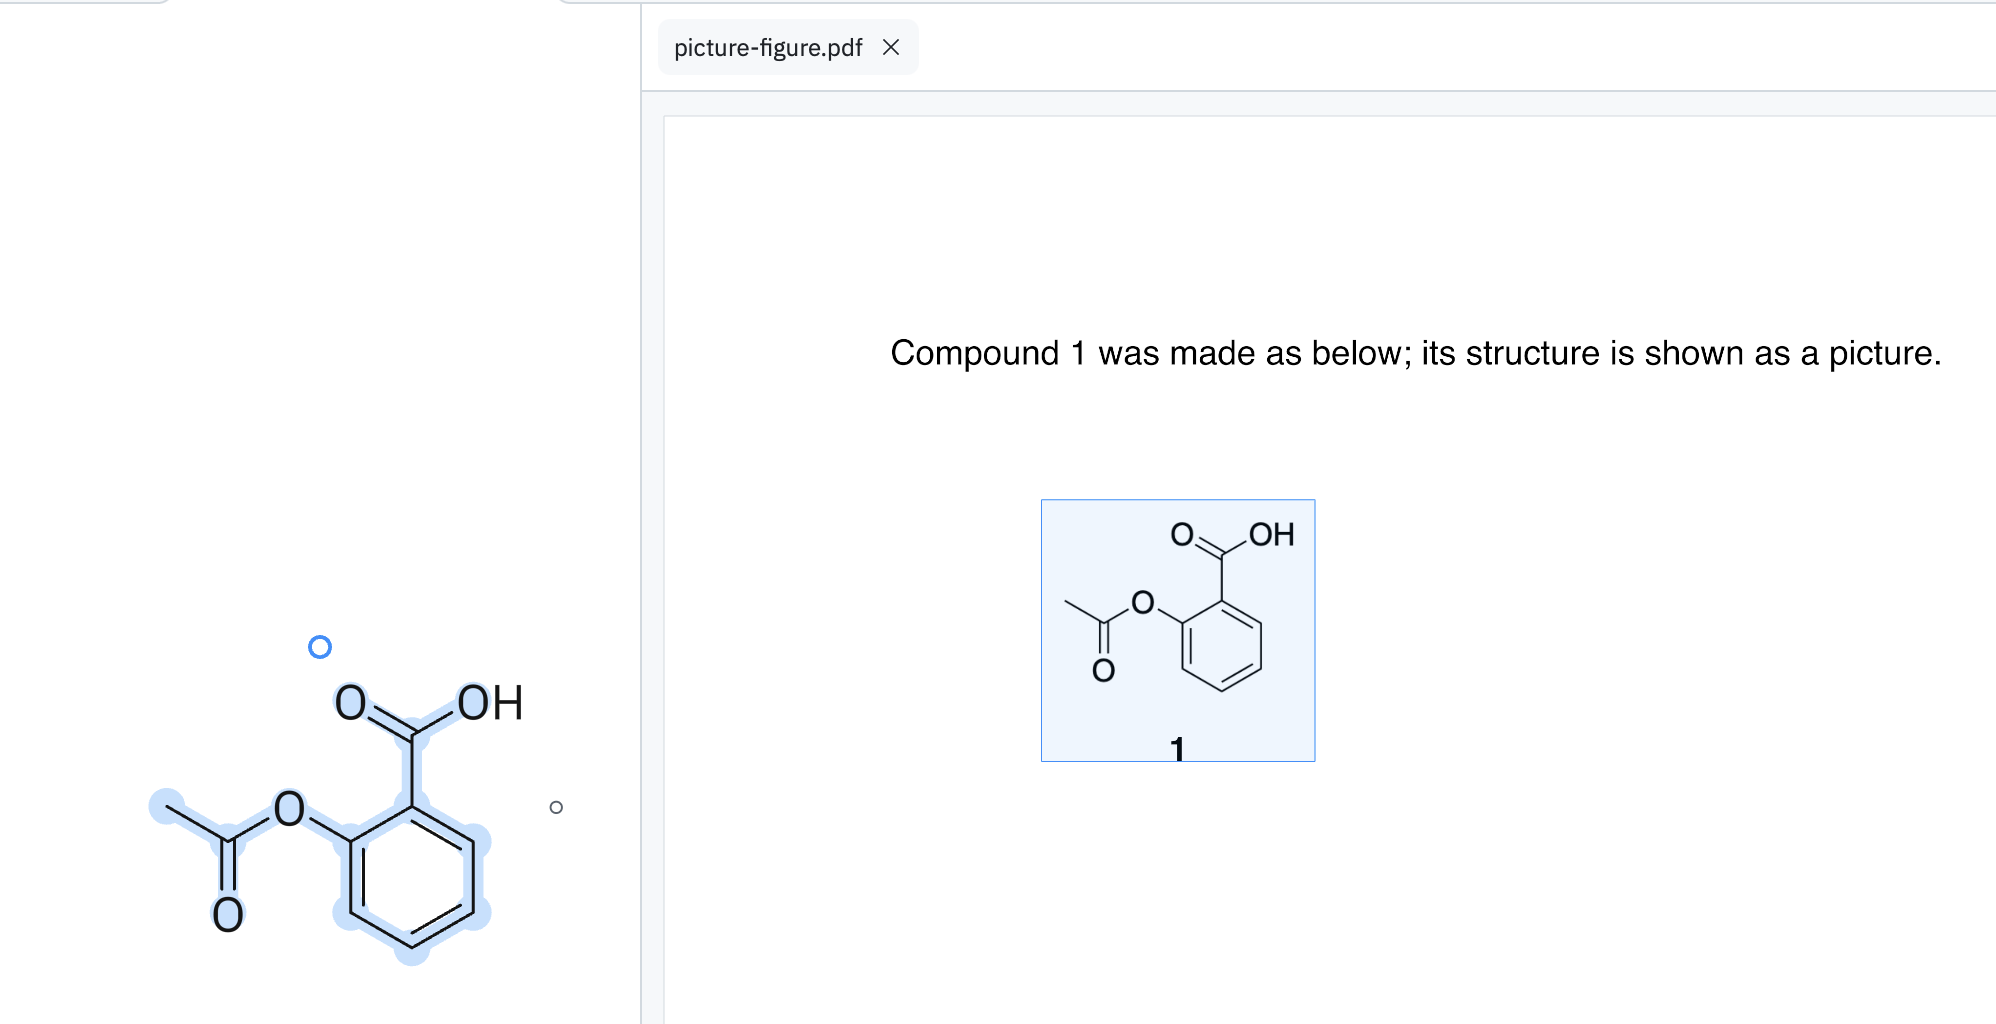 picture-figure.pdf
Compound 1 was made as below; its structure is shown as a picture.
O OH
O
O
1
O OH
O
O